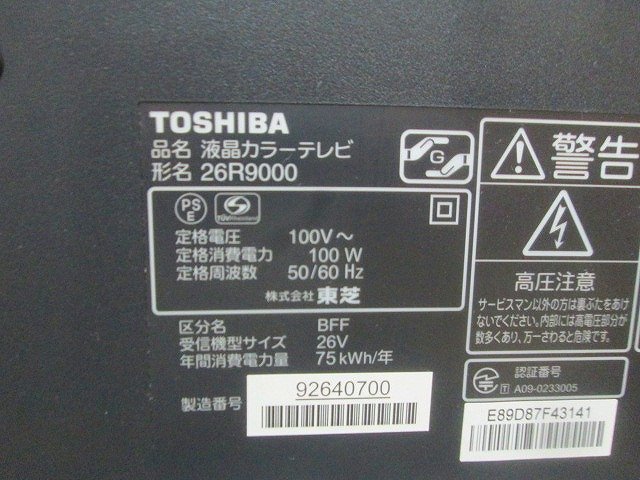 TOSHIBA
品名 液晶カラーテレビ
形名 26R9000
G
PS
E
TÜVRheinland
定格電圧 100V～
定格消費電力 100 W
定格周波数 50/60 Hz
株式会社 東芝
区分名 BFF
受信機型サイズ 26V
年間消費電力量 75kWh/年
製造番号
92640700
警告
高圧注意
サービスマン以外の方は裏ぶたをあけ
ないでください。内部には高電圧部分が
数多くあり、万一さわると危険です。
認証番号
T A09-0233005
E89D87F43141